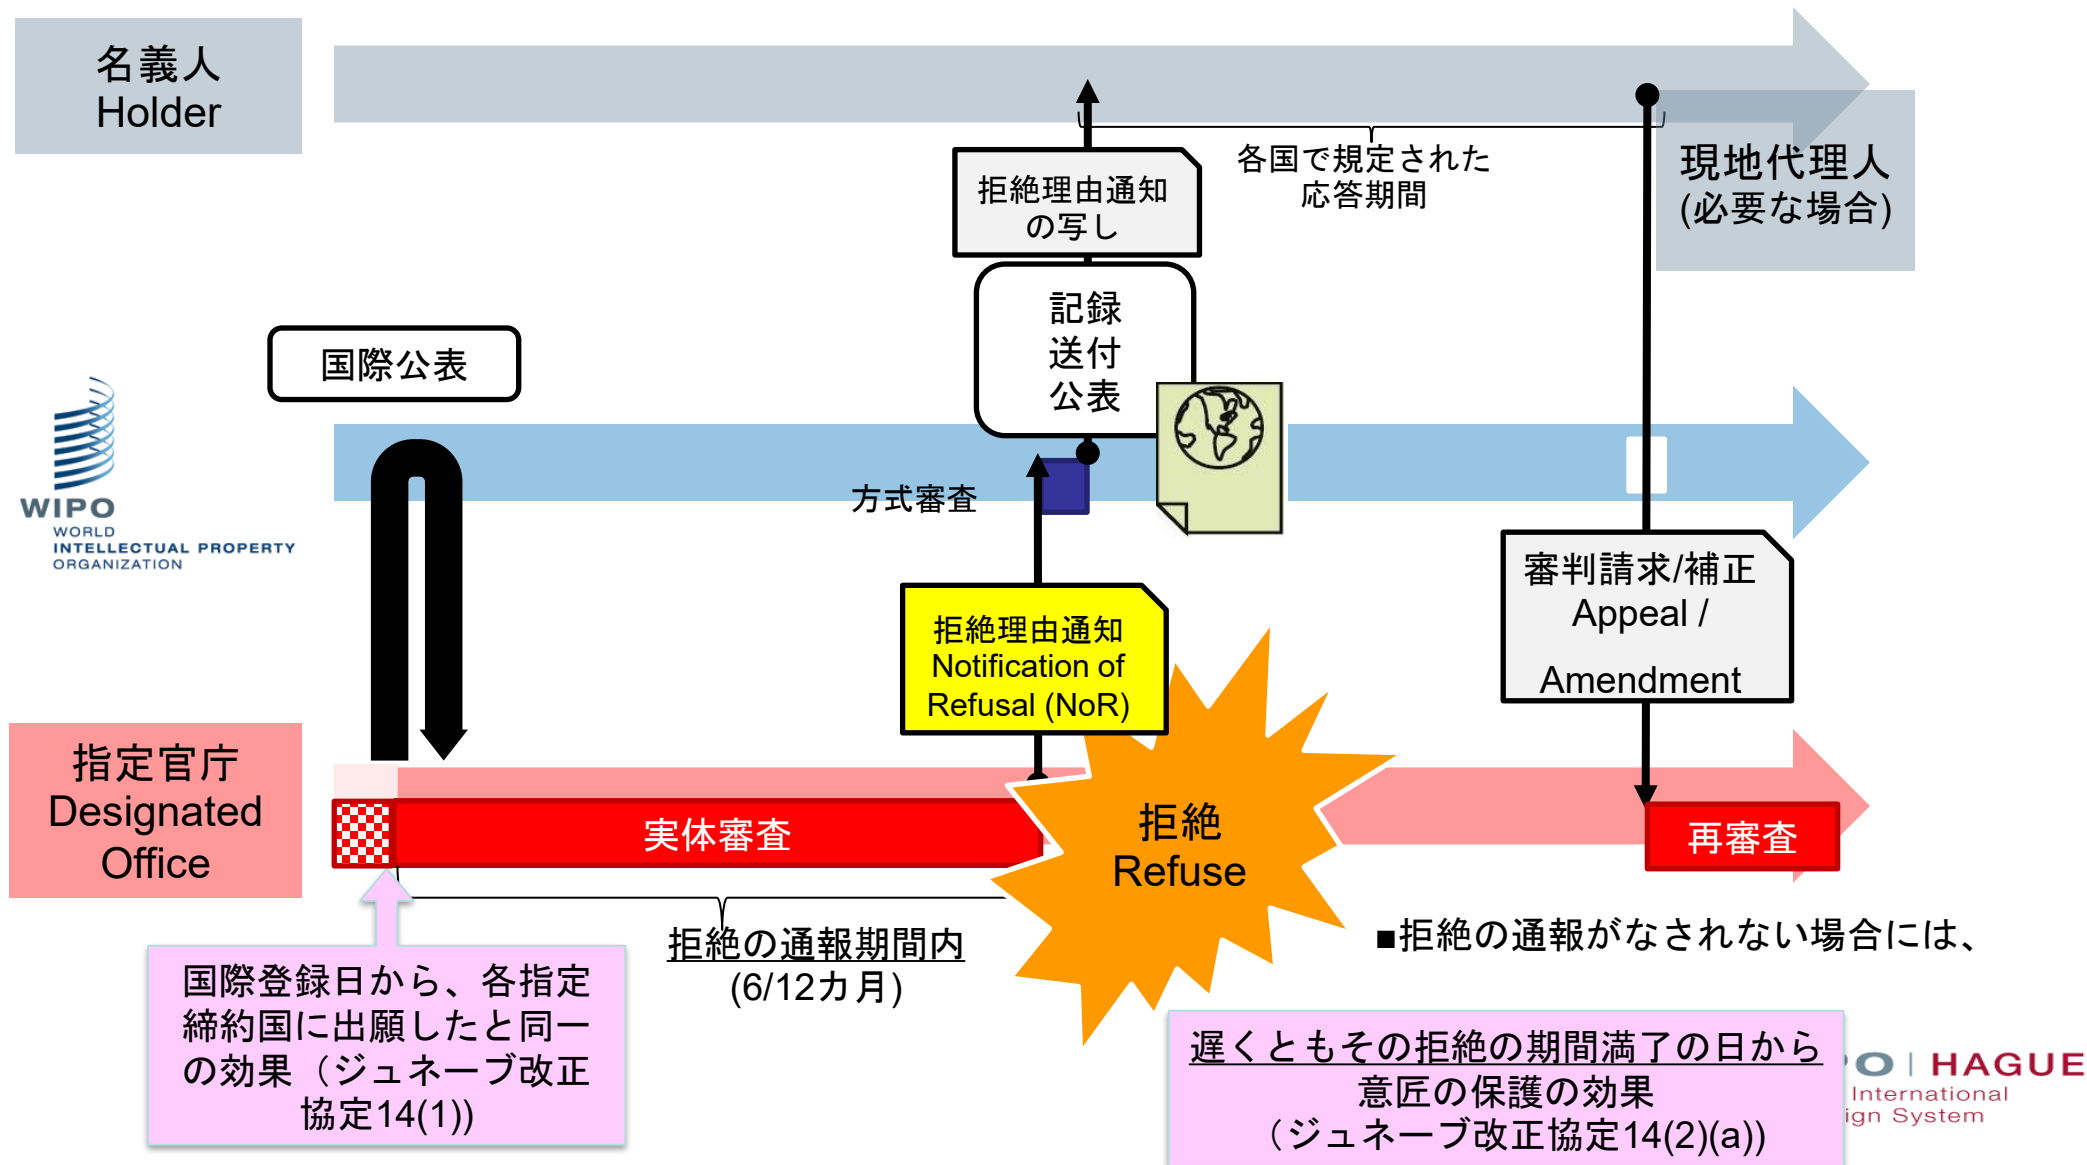 名義人
Holder
拒絶理由通知
の写し
各国で規定された
応答期間
現地代理人
(必要な場合)
記録
送付
公表
国際公表
WIPO
WORLD
INTELLECTUAL PROPERTY
ORGANIZATION
方式審査
拒絶理由通知
Notification of
Refusal (NoR)
審判請求/補正
Appeal /
Amendment
指定官庁
Designated
Office
実体審査
拒絶
Refuse
再審査
拒絶の通報期間内
(6/12カ月)
■拒絶の通報がなされない場合には、
国際登録日から、各指定
締約国に出願したと同一
の効果（ジュネーブ改正
協定14(1))
遅くともその拒絶の期間満了の日から
意匠の保護の効果
（ジュネーブ改正協定14(2)(a))
O | HAGUE
International
ign System